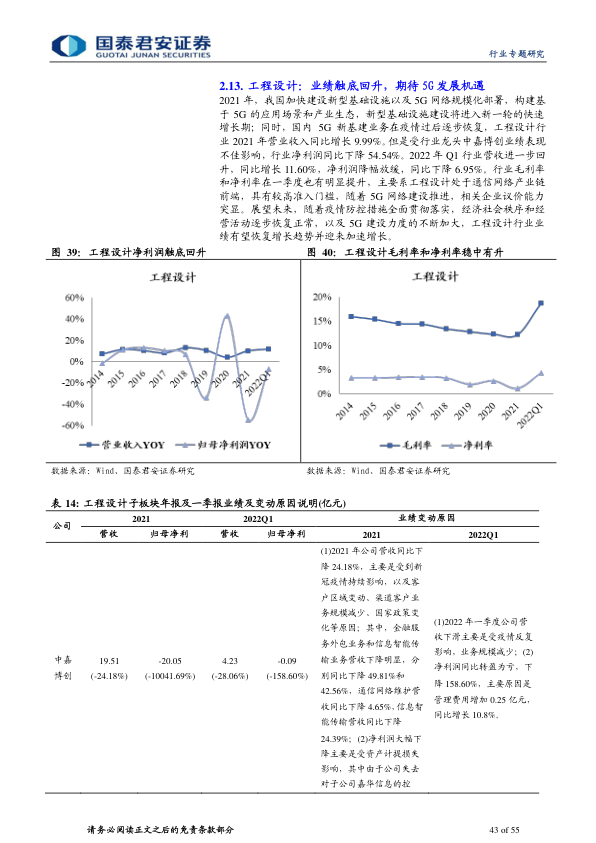 国泰君安证券
GUOTAI JUNAN SECURITIES
行业专题研究
2.13. 工程设计：业绩触底回升，期待 5G 发展机遇
2021 年，我国加快建设新型基础设施以及 5G 网络规模化部署，构建基
于 5G 的应用场景和产业生态，新型基础设施建设将进入新一轮的快速
增长期；同时，国内 5G 新基建业务在疫情过后逐步恢复，工程设计行
业 2021 年营业收入同比增长 9.99%。但是受行业龙头中嘉博创业绩表现
不佳影响，行业净利润同比下降 54.54%。2022 年 Q1 行业营收进一步回
升，同比增长 11.60%，净利润降幅放缓，同比下降 6.95%。行业毛利率
和净利率在一季度也有明显提升，主要系工程设计处于通信网络产业链
前端，具有较高准入门槛，随着 5G 网络建设推进，相关企业议价能力
突显。展望未来，随着疫情防控措施全面贯彻落实，经济社会秩序和经
营活动逐步恢复正常，以及 5G 建设力度的不断加大，工程设计行业业
绩有望恢复增长趋势并迎来加速增长。
图 39：工程设计净利润触底回升
图 40：工程设计毛利率和净利率稳中有升
工程设计
60%
40%
20%
0%
-20%
-40%
-60%
2014
2015
2016
2017
2018
2019
2020
2021
2022Q1
营业收入YOY
归母净利润YOY
工程设计
20%
15%
10%
5%
0%
2014
2015
2016
2017
2018
2019
2020
2021
2022Q1
毛利率
净利率
数据来源：Wind、国泰君安证券研究
数据来源：Wind、国泰君安证券研究
表 14：工程设计子板块年报及一季报业绩及变动原因说明(亿元)
公司
2021
2022Q1
业绩变动原因
营收
归母净利
营收
归母净利
2021
2022Q1
中嘉
博创
19.51
(-24.18%)
-20.05
(-10041.69%)
4.23
(-28.06%)
-0.09
(-158.60%)
(1)2021 年公司营收同比下
降 24.18%，主要是受到新
冠疫情持续影响，以及客
户区域变动、渠道客户业
务规模减少、国家政策变
化等原因；其中，金融服
务外包业务和信息智能传
输业务营收下降明显，分
别同比下降 49.81%和
42.56%，通信网络维护营
收同比下降 4.65%，信息智
能传输营收同比下降
24.39%；(2)净利润大幅下
降主要是受资产计提损失
影响，其中由于公司失去
对子公司嘉华信息的控
(1)2022 年一季度公司营
收下滑主要是受疫情反复
影响，业务规模减少；(2)
净利润同比转盈为亏，下
降 158.60%，主要原因是
管理费用增加 0.25 亿元，
同比增长 10.8%。
请务必阅读正文之后的免责条款部分
43 of 55